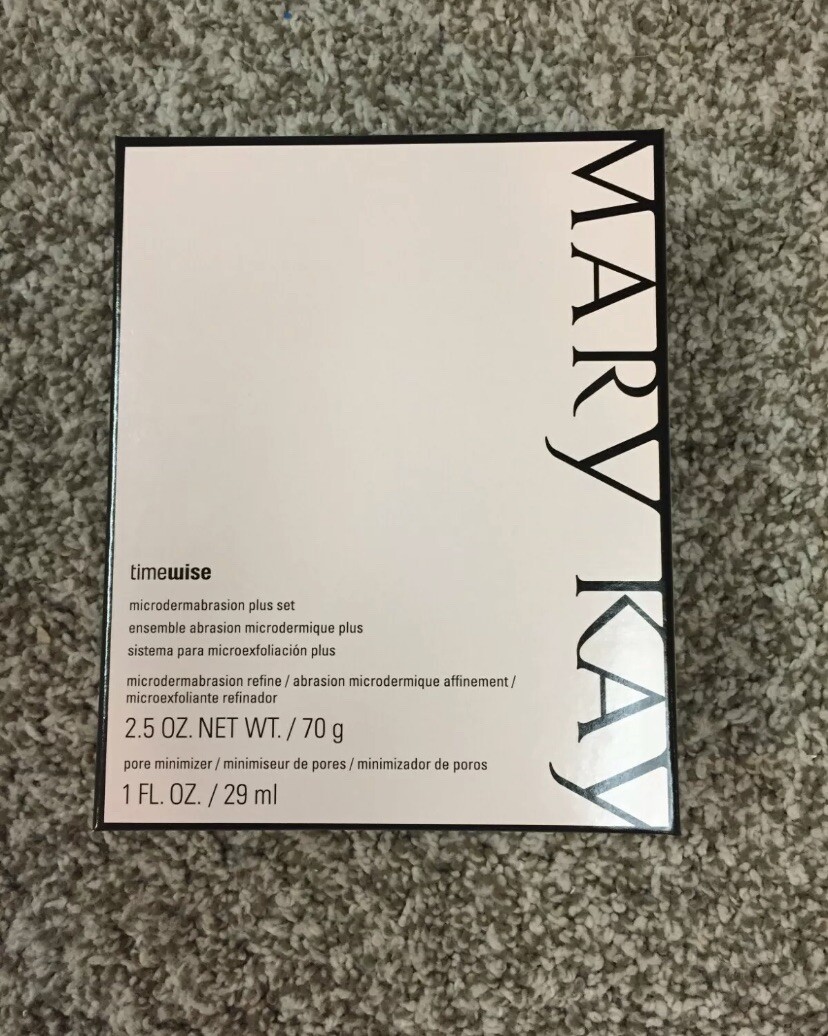 MARY KAY
timewise
microdermabrasion plus set
ensemble abrasion microdermique plus
sistema para microexfoliación plus
microdermabrasion refine / abrasion microdermique affinement /
microexfoliante refinador
2.5 OZ. NET WT. / 70 g
pore minimizer / minimiseur de pores / minimizador de poros
1 FL. OZ. / 29 ml